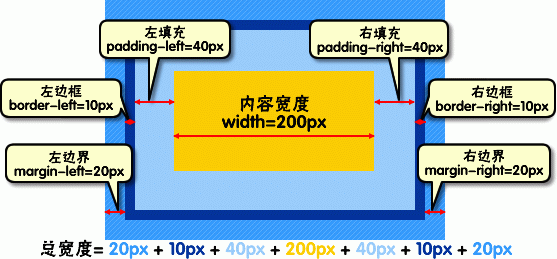 左填充
padding-left=40px
右填充
padding-right=40px
左边框
border-left=10px
内容宽度
width=200px
右边框
border-right=10px
左边界
margin-left=20px
右边界
margin-right=20px
总宽度= 20px + 10px + 40px + 200px + 40px + 10px + 20px